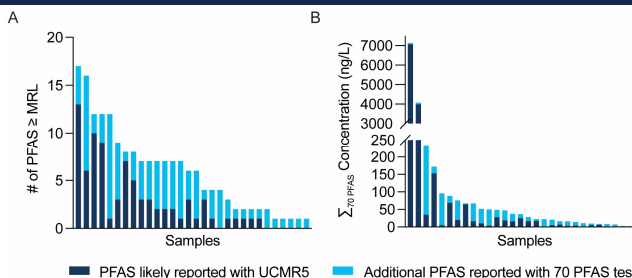 A
# of PFAS ≥ MRL
20
15
10
5
0
Samples
B
Σ70 PFAS Concentration (ng/L)
7000
6000
5000
4000
3000
250
200
150
100
50
0
Samples
PFAS likely reported with UCMR5
Additional PFAS reported with 70 PFAS tes